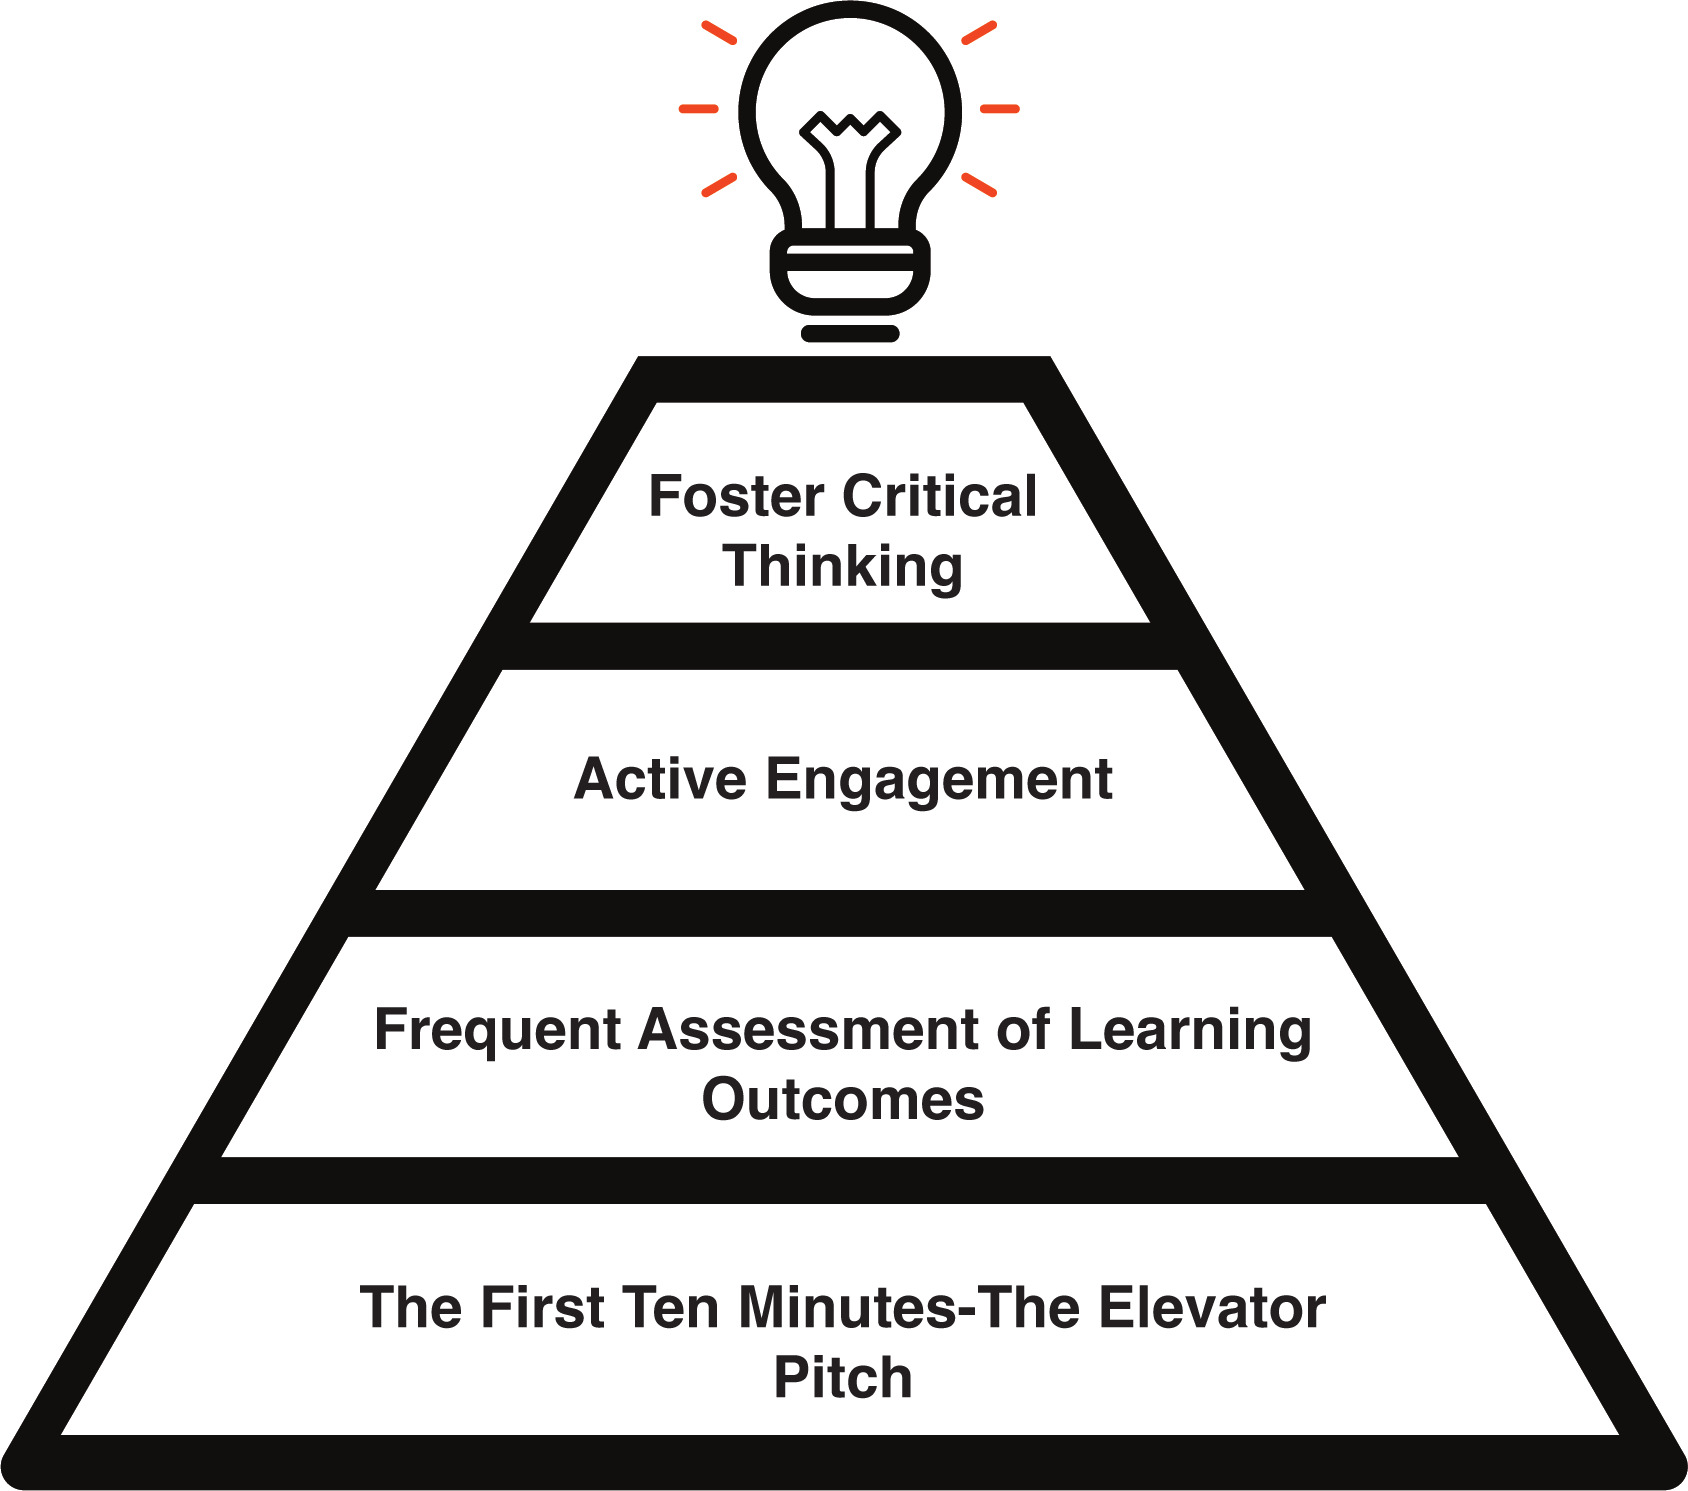 Foster Critical
Thinking
Active Engagement
Frequent Assessment of Learning
Outcomes
The First Ten Minutes-The Elevator
Pitch